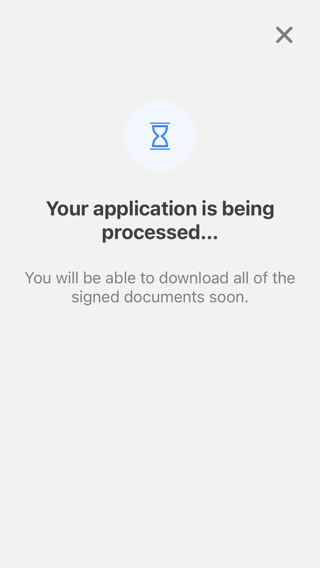 Your application is being
processed...
You will be able to download all of the
signed documents soon.